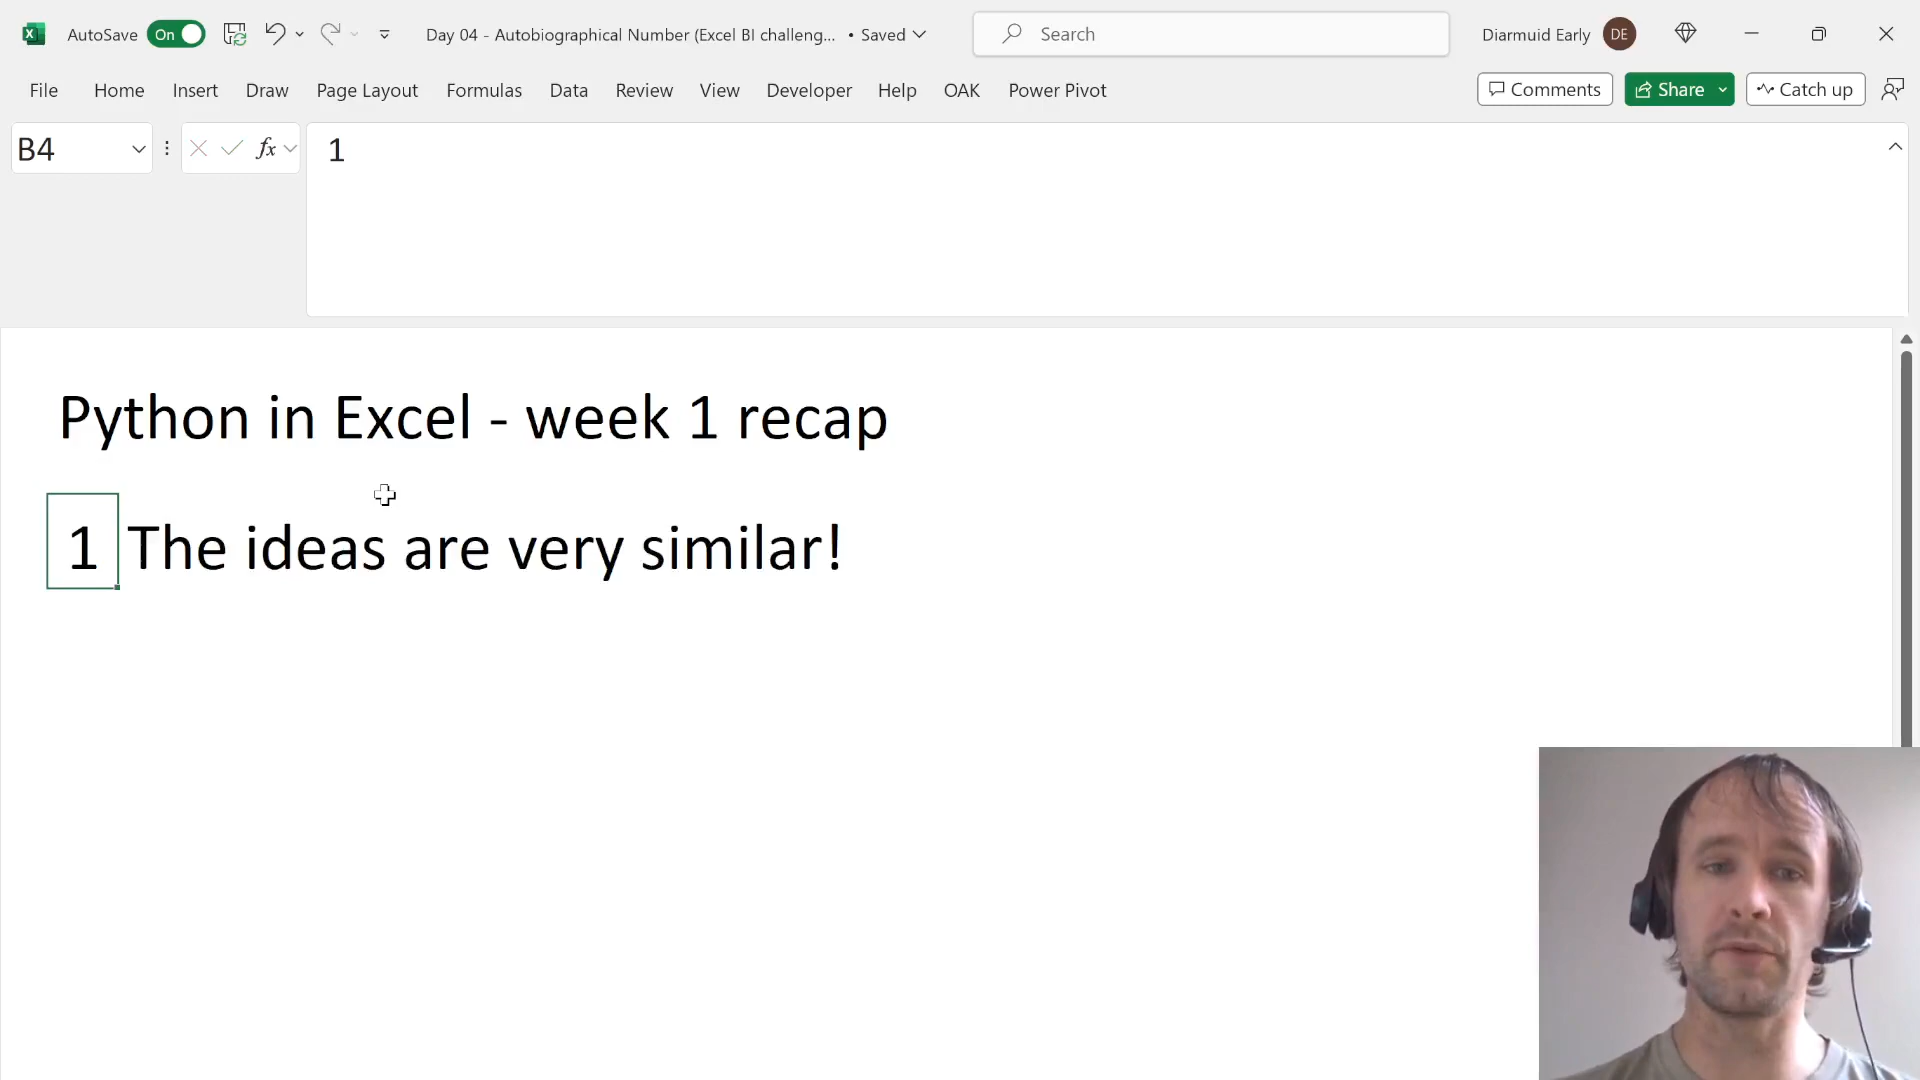 AutoSave On Day 04 - Autobiographical Number (Excel BI challeng... • Saved Search Diarmuid Early DE
File Home Insert Draw Page Layout Formulas Data Review View Developer Help OAK Power Pivot Comments Share Catch up
B4 fx 1
Python in Excel - week 1 recap
1 The ideas are very similar!